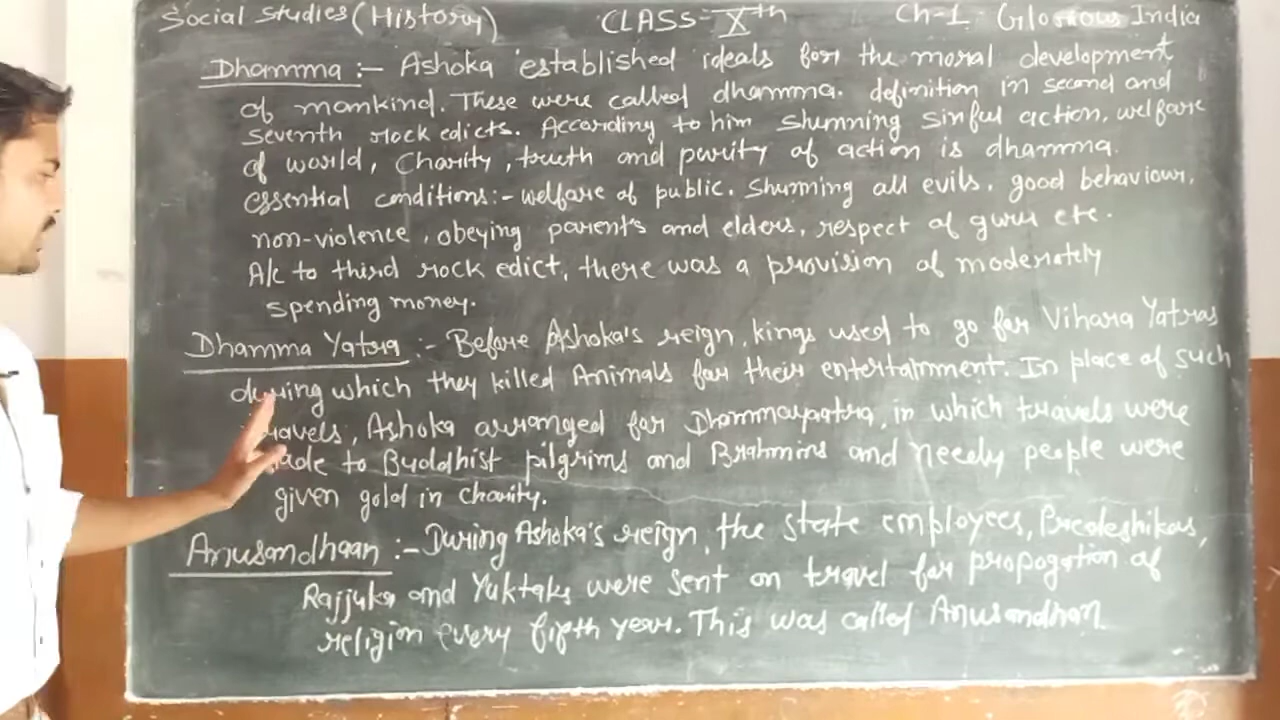 Social Studies (History) CLASS-Xth Ch-1 Glorious India
Dhamma :- Ashoka established ideals for the moral development
of mankind. These were called dhamma. definition in second and
seventh rock edicts. According to him shunning sinful action, welfare
of world, Charity, truth and purity of action is dhamma.
essential conditions:- welfare of public. Shunning all evils. good behaviour,
non-violence, obeying parents and elders, respect of guru etc.
A/c to third rock edict, there was a provision of moderately
spending money.
Dhamma Yatra :- Before Ashoka's reign, kings used to go for Vihara Yatras
during which they killed Animals for their entertainment. In place of such
travels, Ashoka arranged for Dhammayaatra, in which travels were
made to Buddhist pilgrims and Brahmins and needy people were
given gold in charity.
Anusandhaan :- During Ashoka's reign, the state employees, Predeshikas,
Rajjuka and Yuktaks were sent on travel for propogation of
religion every fifth year. This was called Anusandhan.